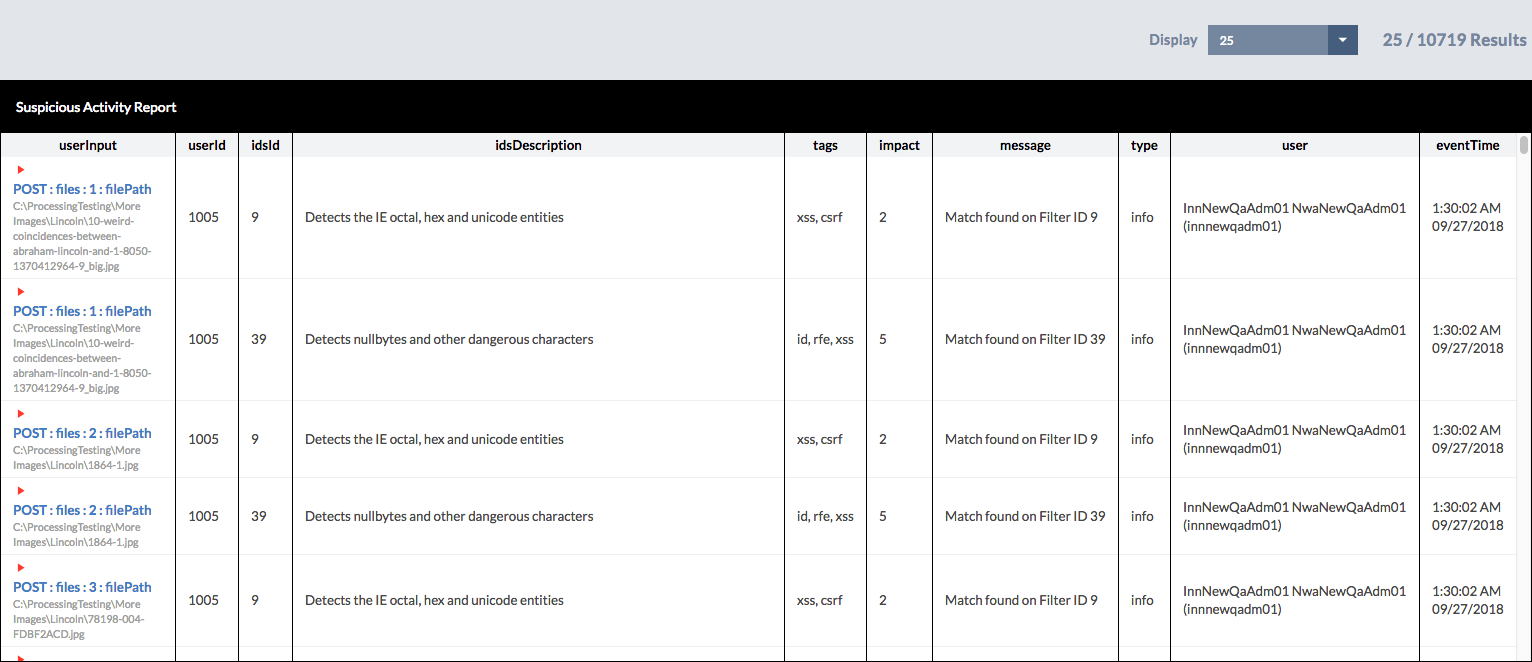 Display 25 25 / 10719 Results
Suspicious Activity Report
userInput userId idsId idsDescription tags impact message type user eventTime
POST : files : 1 : filePath
C:\ProcessingTesting\More
Images\Lincoln\10-weird-
coincidences-between-
abraham-lincoln-and-1-8050-
1370412964-9_big.jpg
1005 9 Detects the IE octal, hex and unicode entities xss, csrf 2 Match found on Filter ID 9 info
InnNewQaAdm01 NwaNewQaAdm01
(innnewqadm01)
1:30:02 AM
09/27/2018
POST : files : 1 : filePath
C:\ProcessingTesting\More
Images\Lincoln\10-weird-
coincidences-between-
abraham-lincoln-and-1-8050-
1370412964-9_big.jpg
1005 39 Detects nullbytes and other dangerous characters id, rfe, xss 5 Match found on Filter ID 39 info
InnNewQaAdm01 NwaNewQaAdm01
(innnewqadm01)
1:30:02 AM
09/27/2018
POST : files : 2 : filePath
C:\ProcessingTesting\More
Images\Lincoln\1864-1.jpg
1005 9 Detects the IE octal, hex and unicode entities xss, csrf 2 Match found on Filter ID 9 info
InnNewQaAdm01 NwaNewQaAdm01
(innnewqadm01)
1:30:02 AM
09/27/2018
POST : files : 2 : filePath
C:\ProcessingTesting\More
Images\Lincoln\1864-1.jpg
1005 39 Detects nullbytes and other dangerous characters id, rfe, xss 5 Match found on Filter ID 39 info
InnNewQaAdm01 NwaNewQaAdm01
(innnewqadm01)
1:30:02 AM
09/27/2018
POST : files : 3 : filePath
C:\ProcessingTesting\More
Images\Lincoln\78198-004-
FDBF2ACD.jpg
1005 9 Detects the IE octal, hex and unicode entities xss, csrf 2 Match found on Filter ID 9 info
InnNewQaAdm01 NwaNewQaAdm01
(innnewqadm01)
1:30:02 AM
09/27/2018